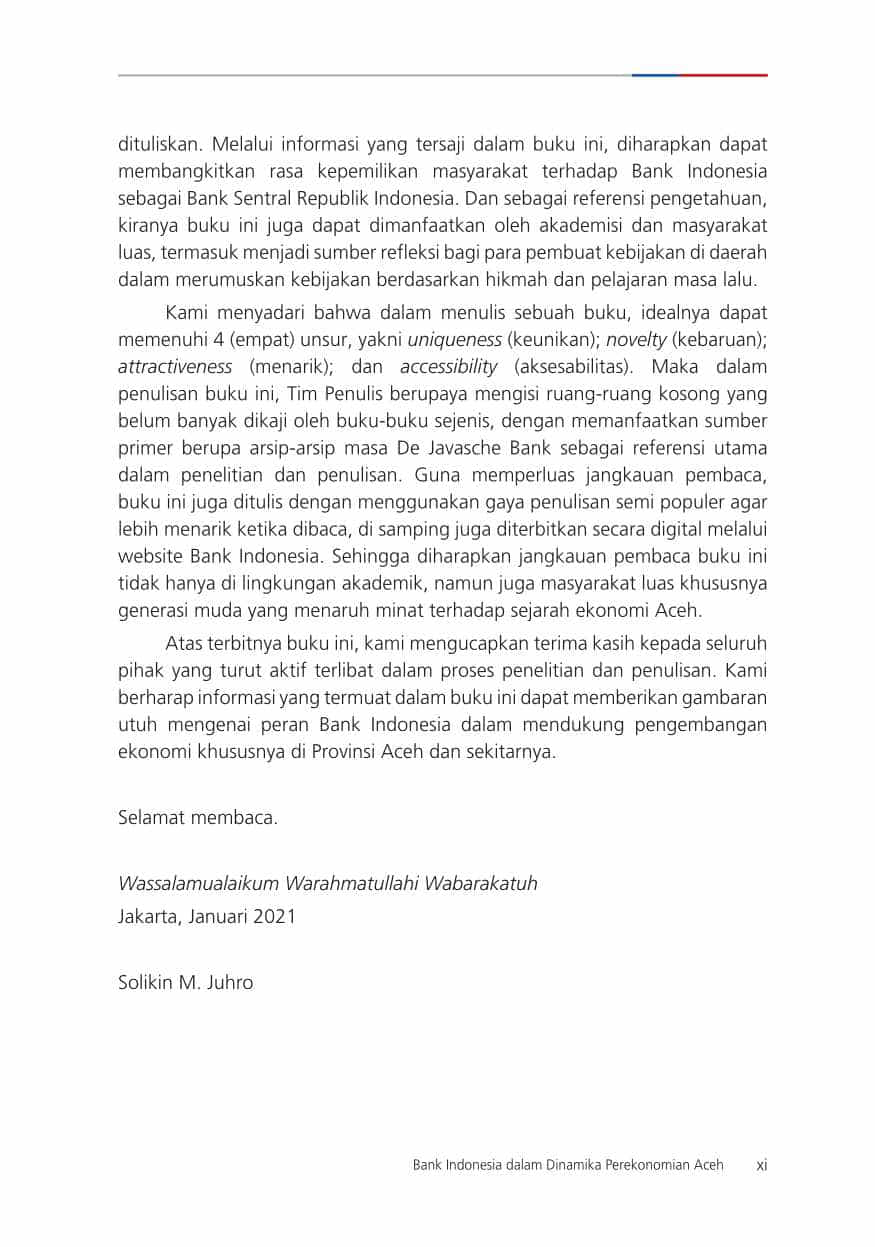 dituliskan. Melalui informasi yang tersaji dalam buku ini, diharapkan dapat
membangkitkan rasa kepemilikan masyarakat terhadap Bank Indonesia
sebagai Bank Sentral Republik Indonesia. Dan sebagai referensi pengetahuan,
kiranya buku ini juga dapat dimanfaatkan oleh akademisi dan masyarakat
luas, termasuk menjadi sumber refleksi bagi para pembuat kebijakan di daerah
dalam merumuskan kebijakan berdasarkan hikmah dan pelajaran masa lalu.
Kami menyadari bahwa dalam menulis sebuah buku, idealnya dapat
memenuhi 4 (empat) unsur, yakni uniqueness (keunikan); novelty (kebaruan);
attractiveness (menarik); dan accessibility (aksesabilitas). Maka dalam
penulisan buku ini, Tim Penulis berupaya mengisi ruang-ruang kosong yang
belum banyak dikaji oleh buku-buku sejenis, dengan memanfaatkan sumber
primer berupa arsip-arsip masa De Javasche Bank sebagai referensi utama
dalam penelitian dan penulisan. Guna memperluas jangkauan pembaca,
buku ini juga ditulis dengan menggunakan gaya penulisan semi populer agar
lebih menarik ketika dibaca, di samping juga diterbitkan secara digital melalui
website Bank Indonesia. Sehingga diharapkan jangkauan pembaca buku ini
tidak hanya di lingkungan akademik, namun juga masyarakat luas khususnya
generasi muda yang menaruh minat terhadap sejarah ekonomi Aceh.
Atas terbitnya buku ini, kami mengucapkan terima kasih kepada seluruh
pihak yang turut aktif terlibat dalam proses penelitian dan penulisan. Kami
berharap informasi yang termuat dalam buku ini dapat memberikan gambaran
utuh mengenai peran Bank Indonesia dalam mendukung pengembangan
ekonomi khususnya di Provinsi Aceh dan sekitarnya.
Selamat membaca.
Wassalamualaikum Warahmatullahi Wabarakatuh
Jakarta, Januari 2021
Solikin M. Juhro
Bank Indonesia dalam Dinamika Perekonomian Aceh xi